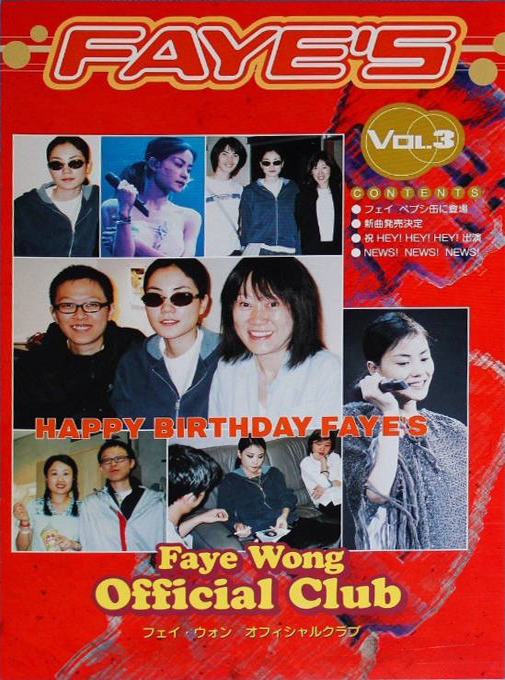 FAYE'S
VOL.3
CONTENTS
● フェイ ペプシ缶に登場
● 新曲発売決定
● 祝 HEY! HEY! HEY! 出演
● NEWS! NEWS! NEWS!
HAPPY BIRTHDAY FAYE'S
Faye Wong
Official Club
フェイ・ウォン オフィシャルクラブ